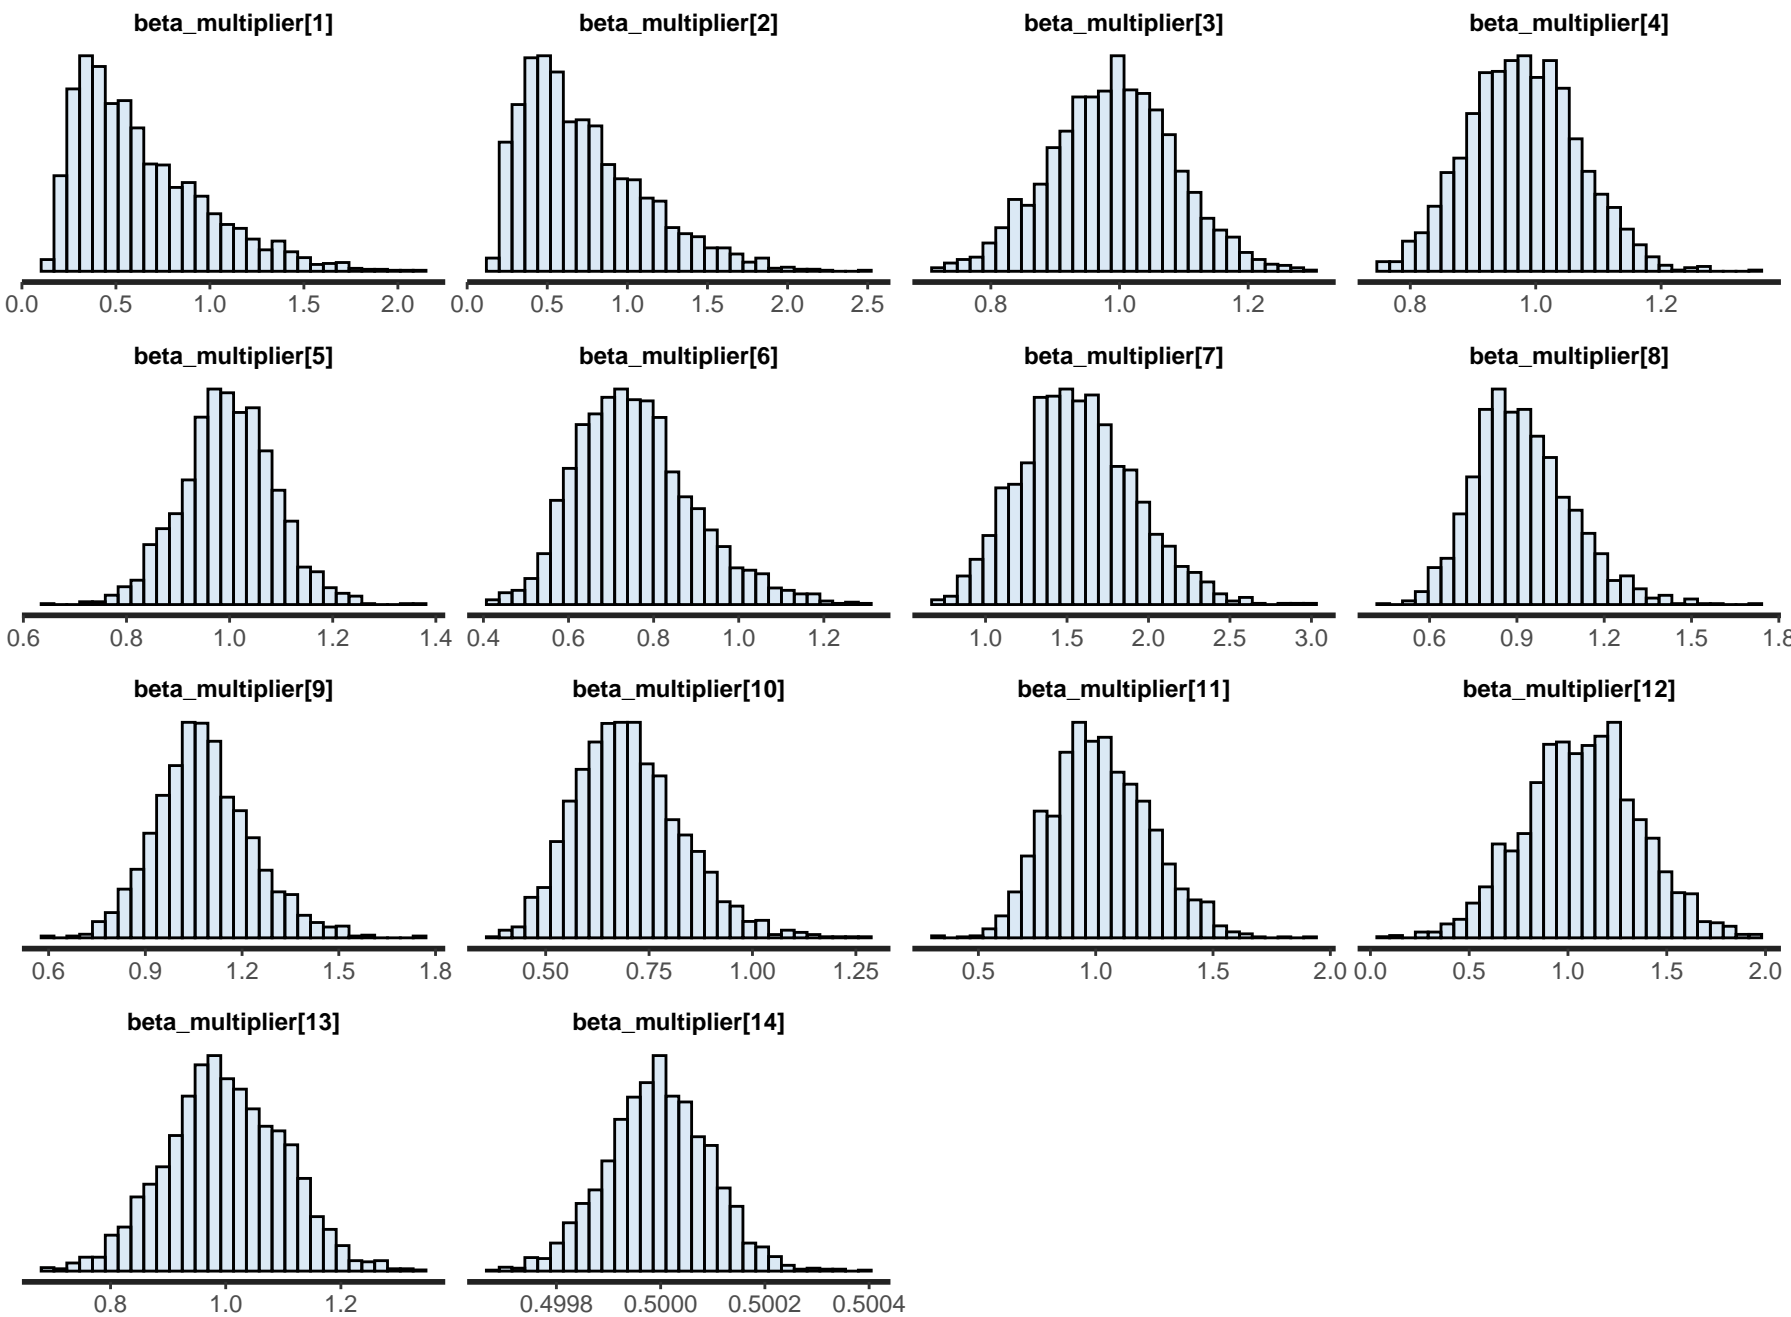 beta_multiplier[1] beta_multiplier[2] beta_multiplier[3] beta_multiplier[4]
0.0 0.5 1.0 1.5 2.0 0.0 0.5 1.0 1.5 2.0 2.5 0.8 1.0 1.2 0.8 1.0 1.2
beta_multiplier[5] beta_multiplier[6] beta_multiplier[7] beta_multiplier[8]
0.6 0.8 1.0 1.2 1.4 0.4 0.6 0.8 1.0 1.2 1.0 1.5 2.0 2.5 3.0 0.6 0.9 1.2 1.5 1.8
beta_multiplier[9] beta_multiplier[10] beta_multiplier[11] beta_multiplier[12]
0.6 0.9 1.2 1.5 1.8 0.50 0.75 1.00 1.25 0.5 1.0 1.5 2.0 0.0 0.5 1.0 1.5 2.0
beta_multiplier[13] beta_multiplier[14]
0.8 1.0 1.2 0.4998 0.5000 0.5002 0.5004